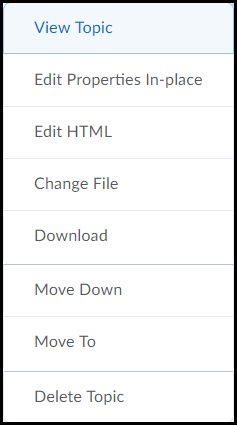 View Topic
Edit Properties In-place
Edit HTML
Change File
Download
Move Down
Move To
Delete Topic